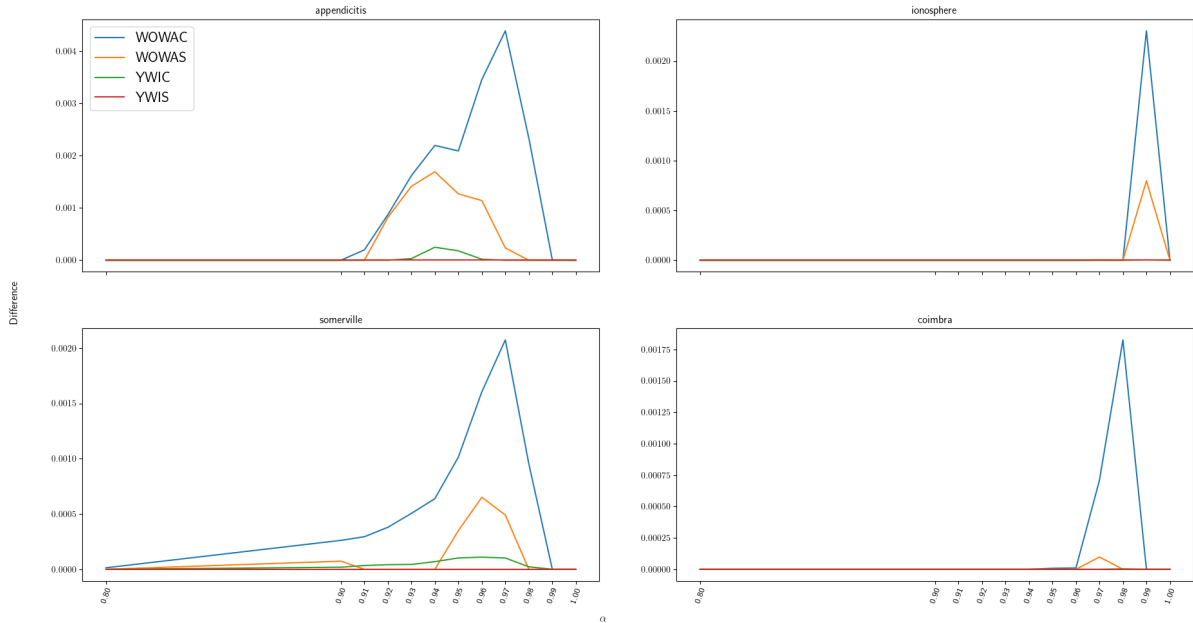 appendicitis
WOWAC
WOWAS
YWIC
YWIS
0.004
0.003
0.002
0.001
0.000
ionosphere
0.0020
0.0015
0.0010
0.0005
0.0000
Difference
somerville
0.0020
0.0015
0.0010
0.0005
0.0000
0.80 0.90 0.91 0.92 0.93 0.94 0.95 0.96 0.97 0.98 0.99 1.00
coimbra
0.00175
0.00150
0.00125
0.00100
0.00075
0.00050
0.00025
0.00000
0.80 0.90 0.91 0.92 0.93 0.94 0.95 0.96 0.97 0.98 0.99 1.00
α